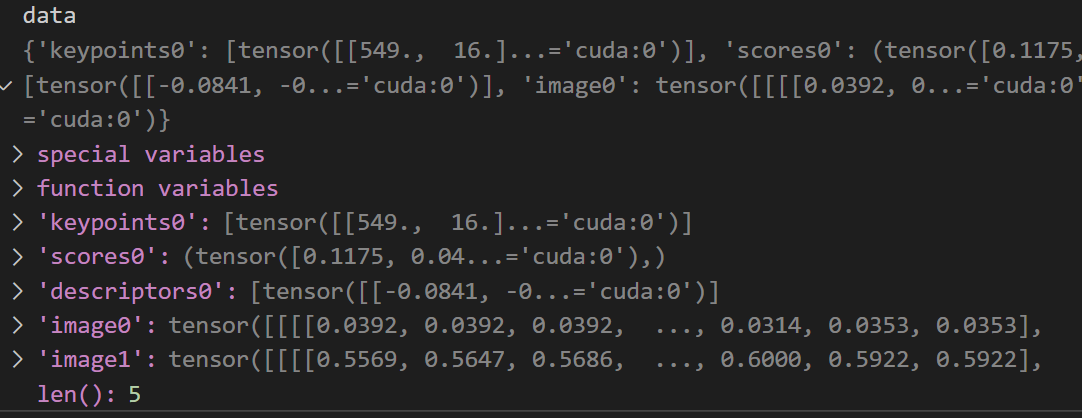 data
{'keypoints0': [tensor([[549.,  16.]...='cuda:0')], 'scores0': (tensor([0.1175,
[tensor([[-0.0841, -0...='cuda:0')], 'image0': tensor([[[[0.0392, 0...='cuda:0'
='cuda:0')}
> special variables
> function variables
> 'keypoints0': [tensor([[549.,  16.]...='cuda:0')]
> 'scores0': (tensor([0.1175, 0.04...='cuda:0'),)
> 'descriptors0': [tensor([[-0.0841, -0...='cuda:0')]
> 'image0': tensor([[[[0.0392, 0.0392, 0.0392,  ..., 0.0314, 0.0353, 0.0353],
> 'image1': tensor([[[[0.5569, 0.5647, 0.5686,  ..., 0.6000, 0.5922, 0.5922],
len(): 5